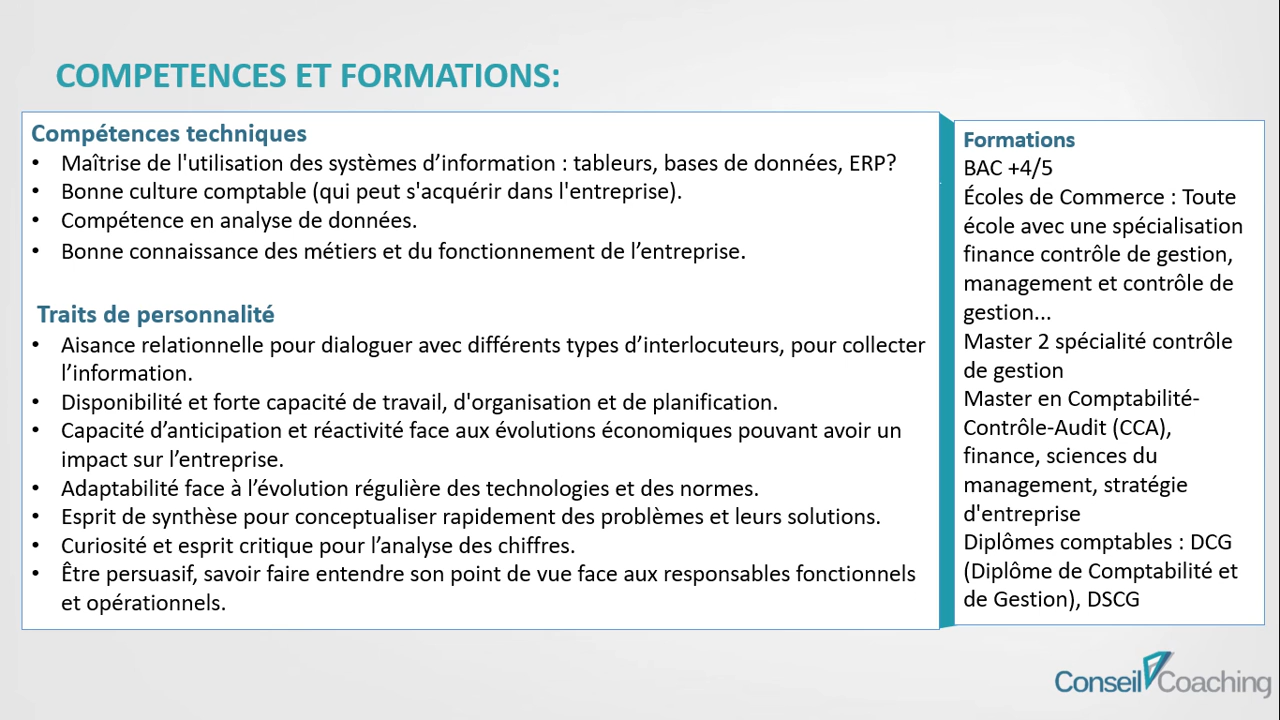 COMPETENCES ET FORMATIONS:
Compétences techniques
• Maîtrise de l'utilisation des systèmes d’information : tableurs, bases de données, ERP?
• Bonne culture comptable (qui peut s'acquérir dans l'entreprise).
• Compétence en analyse de données.
• Bonne connaissance des métiers et du fonctionnement de l’entreprise.
Traits de personnalité
• Aisance relationnelle pour dialoguer avec différents types d’interlocuteurs, pour collecter
l’information.
• Disponibilité et forte capacité de travail, d'organisation et de planification.
• Capacité d’anticipation et réactivité face aux évolutions économiques pouvant avoir un
impact sur l’entreprise.
• Adaptabilité face à l’évolution régulière des technologies et des normes.
• Esprit de synthèse pour conceptualiser rapidement des problèmes et leurs solutions.
• Curiosité et esprit critique pour l’analyse des chiffres.
• Être persuasif, savoir faire entendre son point de vue face aux responsables fonctionnels
et opérationnels.
Formations
BAC +4/5
Écoles de Commerce : Toute
école avec une spécialisation
finance contrôle de gestion,
management et contrôle de
gestion...
Master 2 spécialité contrôle
de gestion
Master en Comptabilité-
Contrôle-Audit (CCA),
finance, sciences du
management, stratégie
d'entreprise
Diplômes comptables : DCG
(Diplôme de Comptabilité et
de Gestion), DSCG
Conseil Coaching